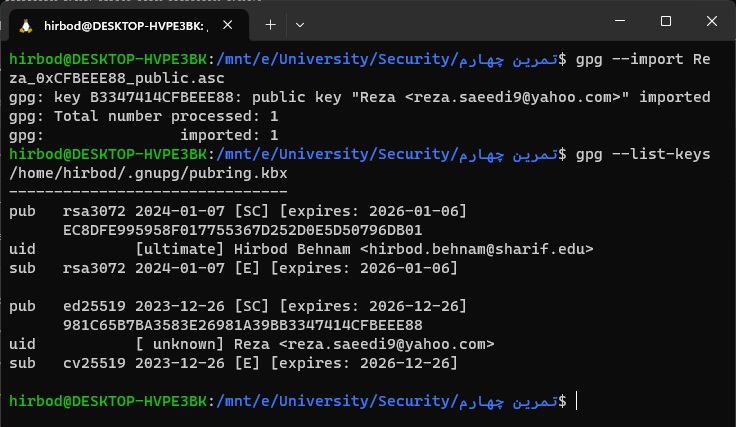 hirbod@DESKTOP-HVPE3BK: ,
hirbod@DESKTOP-HVPE3BK:/mnt/e/University/Security/تمرین چهارم$ gpg --import Re
za_0xCFBEEE88_public.asc
gpg: key B3347414CFBEEE88: public key "Reza <reza.saeedi9@yahoo.com>" imported
gpg: Total number processed: 1
gpg:               imported: 1
hirbod@DESKTOP-HVPE3BK:/mnt/e/University/Security/تمرین چهارم$ gpg --list-keys
/home/hirbod/.gnupg/pubring.kbx
-------------------------------
pub   rsa3072 2024-01-07 [SC] [expires: 2026-01-06]
      EC8DFE995958F017755367D252D0E5D50796DB01
uid           [ultimate] Hirbod Behnam <hirbod.behnam@sharif.edu>
sub   rsa3072 2024-01-07 [E] [expires: 2026-01-06]
pub   ed25519 2023-12-26 [SC] [expires: 2026-12-26]
      981C65B7BA3583E26981A39BB3347414CFBEEE88
uid           [ unknown] Reza <reza.saeedi9@yahoo.com>
sub   cv25519 2023-12-26 [E] [expires: 2026-12-26]
hirbod@DESKTOP-HVPE3BK:/mnt/e/University/Security/تمرین چهارم$